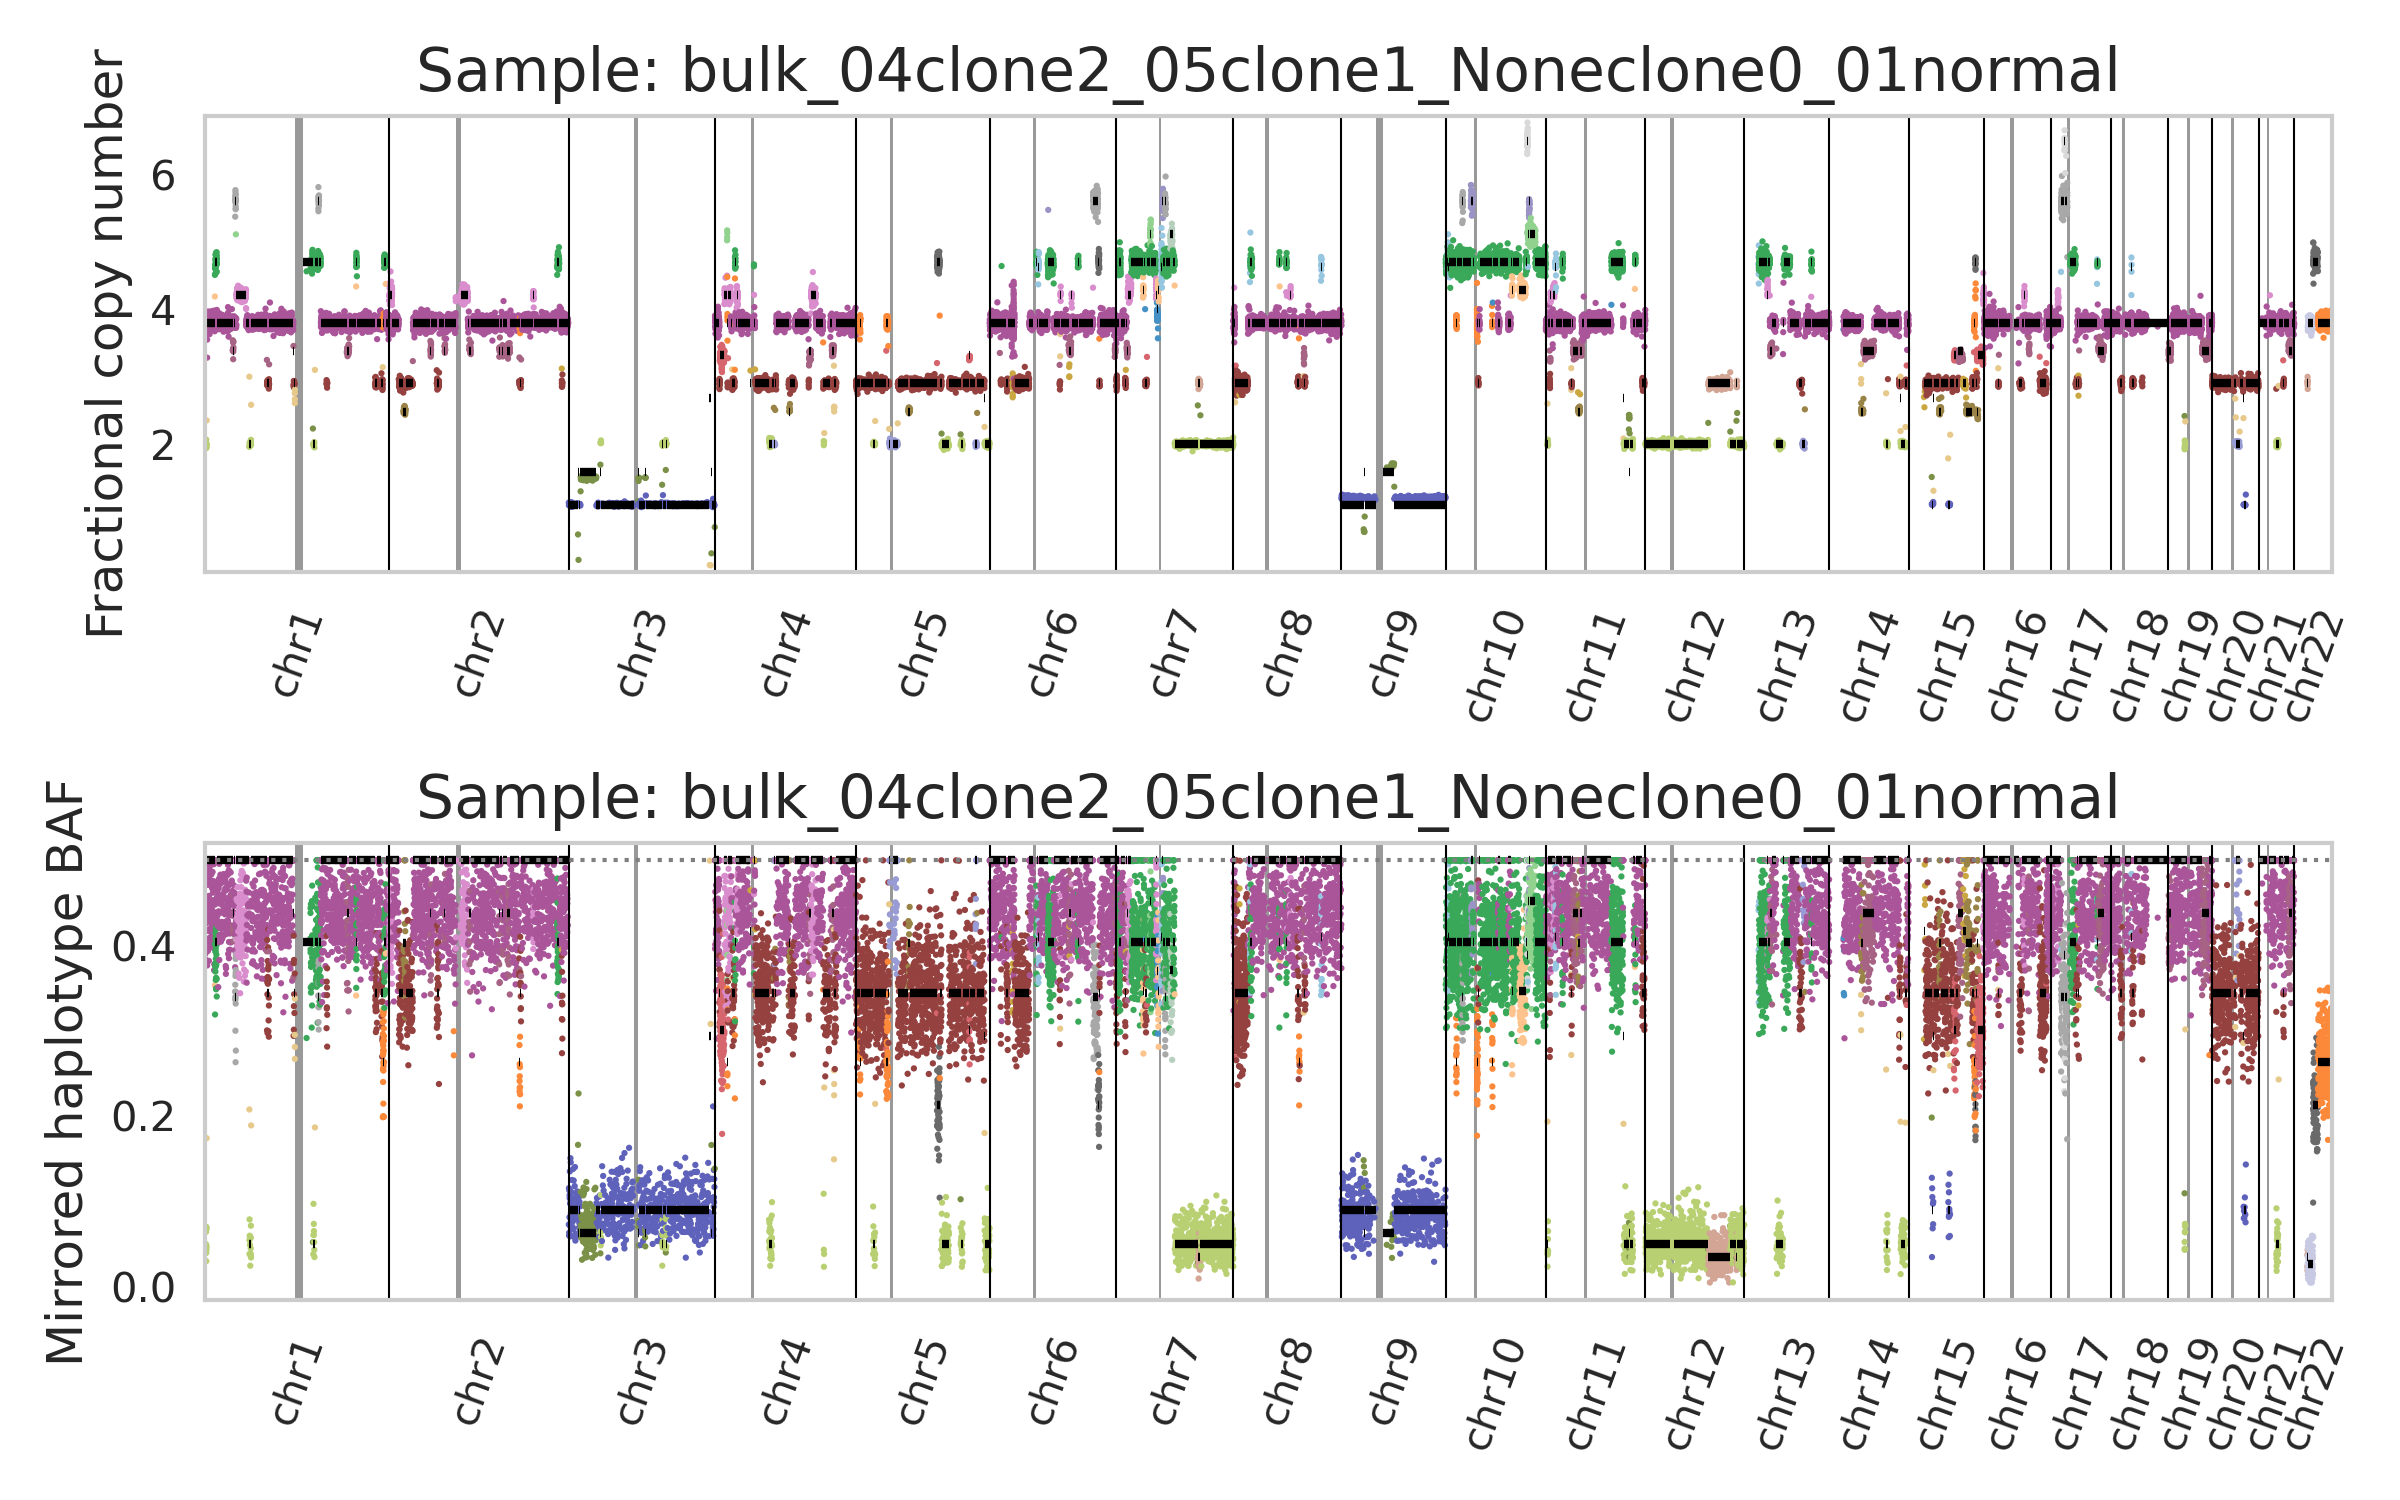 Sample: bulk_04clone2_05clone1_Noneclone0_01normal
Fractional copy number
6
4
2
chr1
chr2
chr3
chr4
chr5
chr6
chr7
chr8
chr9
chr10
chr11
chr12
chr13
chr14
chr15
chr16
chr17
chr18
chr19
chr20
chr21
chr22
Sample: bulk_04clone2_05clone1_Noneclone0_01normal
Mirrored haplotype BAF
0.4
0.2
0.0
chr1
chr2
chr3
chr4
chr5
chr6
chr7
chr8
chr9
chr10
chr11
chr12
chr13
chr14
chr15
chr16
chr17
chr18
chr19
chr20
chr21
chr22